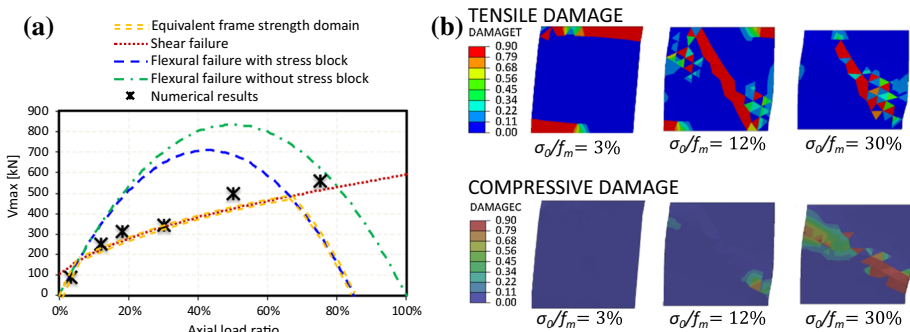 (a)
Equivalent frame strength domain
Shear failure
Flexural failure with stress block
Flexural failure without stress block
Numerical results
Vmax [kN]
900
800
700
600
500
400
300
200
100
0
0% 20% 40% 60% 80% 100%
Axial load ratio
(b)
TENSILE DAMAGE
DAMAGET
0.90
0.78
0.67
0.56
0.45
0.34
0.22
0.11
0.00
σ0/fm= 3%
σ0/fm= 12%
σ0/fm= 30%
COMPRESSIVE DAMAGE
DAMAGEC
0.90
0.78
0.68
0.56
0.45
0.34
0.22
0.11
0.00
σ0/fm= 3%
σ0/fm= 12%
σ0/fm= 30%